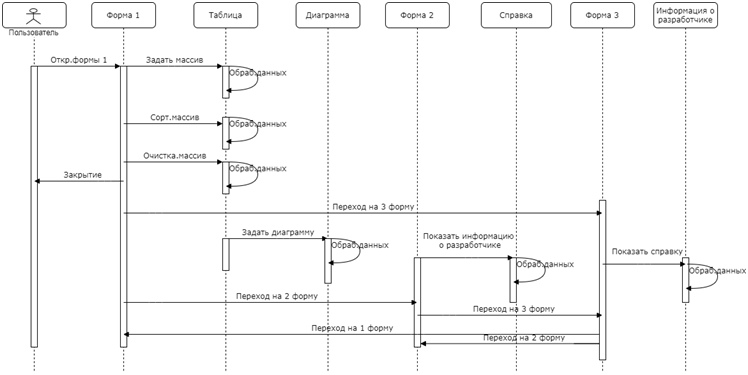 Форма 1
Таблица
Диаграмма
Форма 2
Справка
Форма 3
Информация о
разработчике
Пользователь
Откр.формы 1
Задать массив
Обраб.данных
Сорт.массив
Обраб.данных
Очистка.массив
Обраб.данных
Закрытие
Переход на 3 форму
Задать диаграмму
Обраб.данных
Показать информацию
о разработчике
Обраб.данных
Показать справку
Обраб.данных
Переход на 2 форму
Переход на 3 форму
Переход на 1 форму
Переход на 2 форму